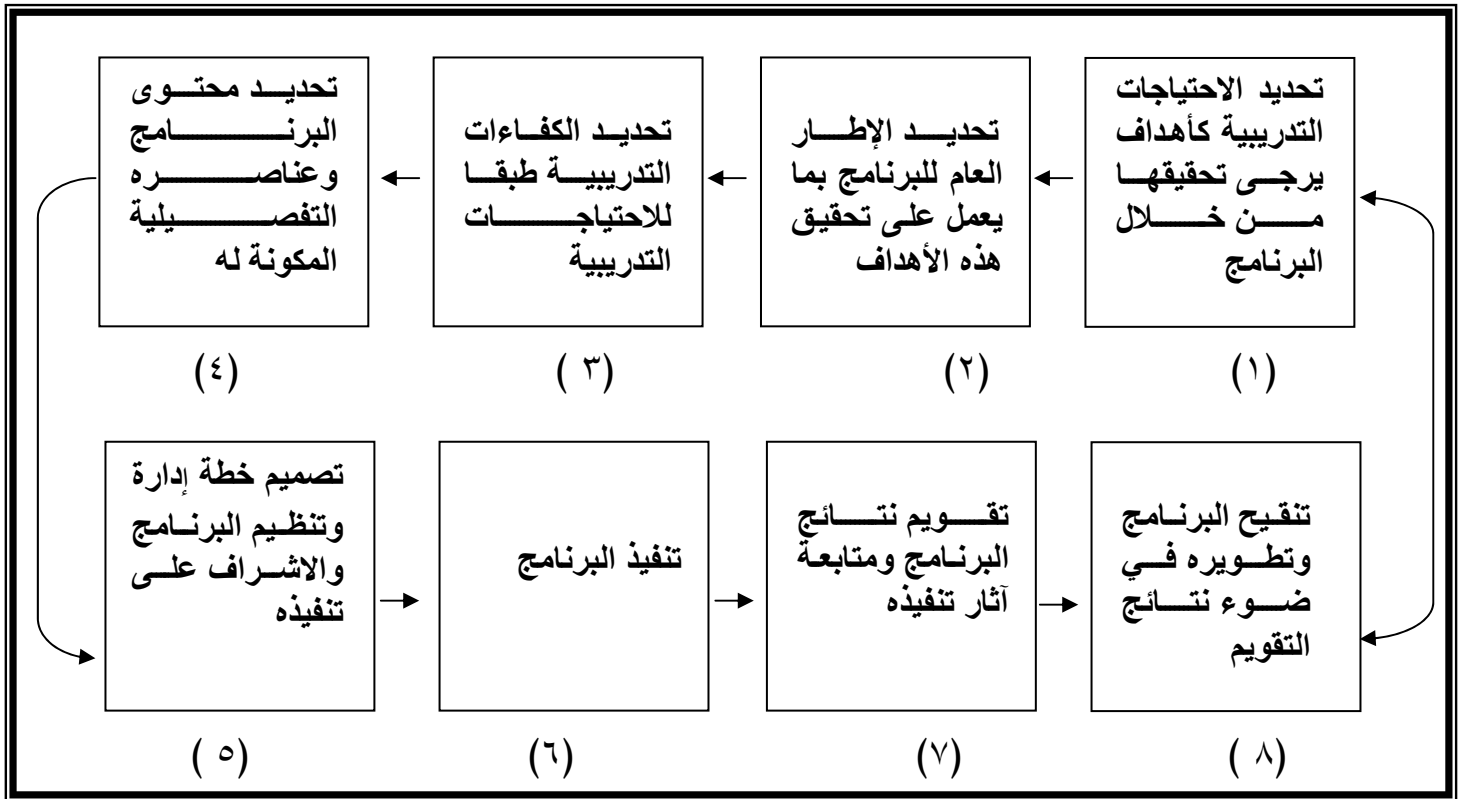 تحديد الاحتياجات
التدريبية كأهداف
يرجى تحقيقها
من خلال
البرنامج
(١)
تحديد الإطار
العام للبرنامج بما
يعمل على تحقيق
هذه الأهداف
(٢)
تحديد الكفاءات
التدريبية طبقا
للاحتياجات
التدريبية
(٣ )
تحديد محتوى
البرنامج
وعناصره
التفصيلية
المكونة له
(٤)
تصميم خطة إدارة
وتنظيم البرنامج
والاشراف على
تنفيذه
(٥ )
تنفيذ البرنامج
(٦)
تقويم نتائج
البرنامج ومتابعة
آثار تنفيذه
(٧)
تنقيح البرنامج
وتطويره في
ضوء نتائج
التقويم
(٨ )